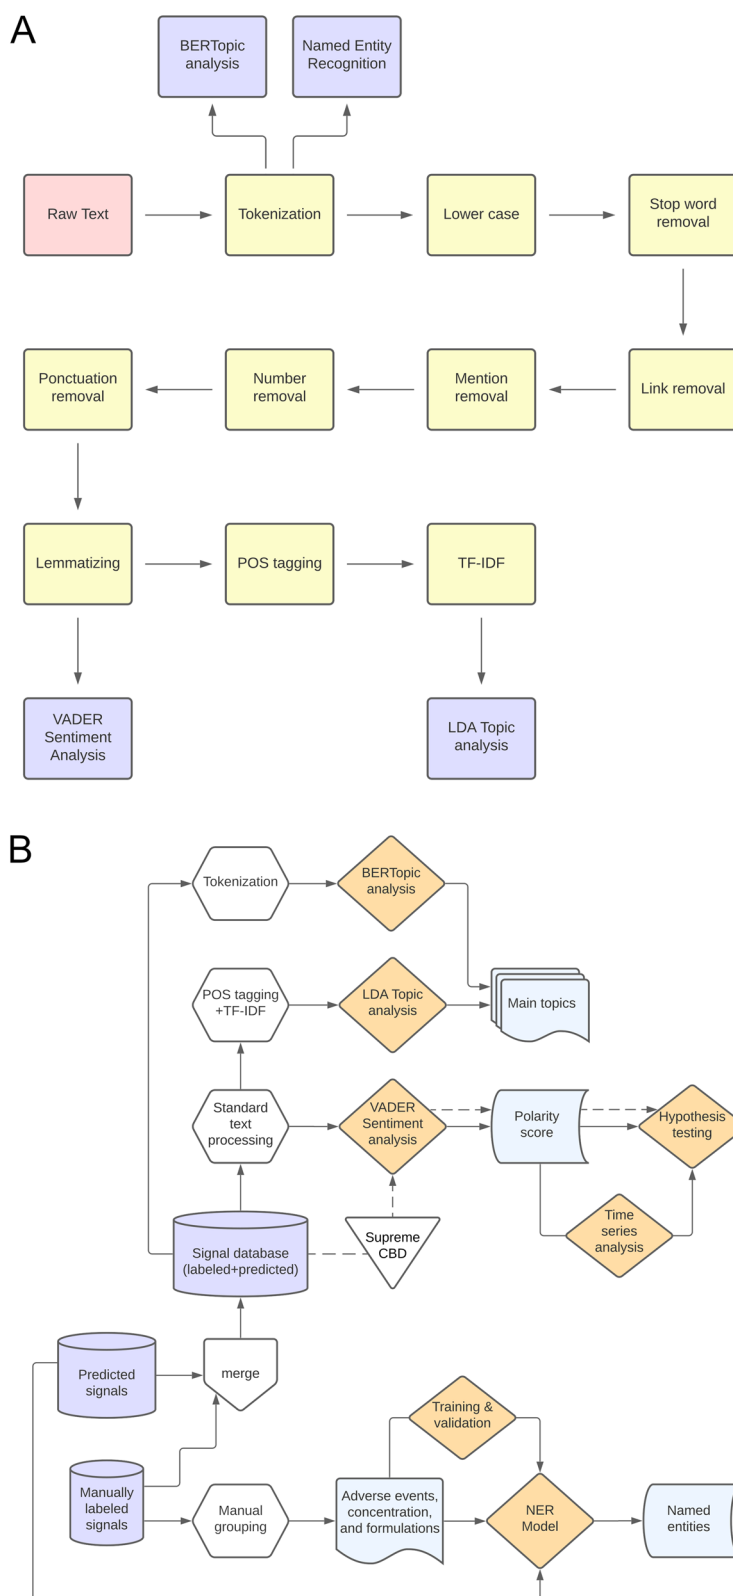 A
BERTopic
analysis
Named Entity
Recognition
Raw Text
Tokenization
Lower case
Stop word
removal
Ponctuation
removal
Number
removal
Mention
removal
Link removal
Lemmatizing
POS tagging
TF-IDF
VADER
Sentiment
Analysis
LDA Topic
analysis
B
Tokenization
BERTopic
analysis
POS tagging
+TF-IDF
LDA Topic
analysis
Main topics
Standard
text
processing
VADER
Sentiment
analysis
Polarity
score
Hypothesis
testing
Time
series
analysis
Signal database
(labeled+predicted)
Supreme
CBD
Predicted
signals
merge
Training &
validation
Manually
labeled
signals
Manual
grouping
Adverse events,
concentration,
and formulations
NER
Model
Named
entities